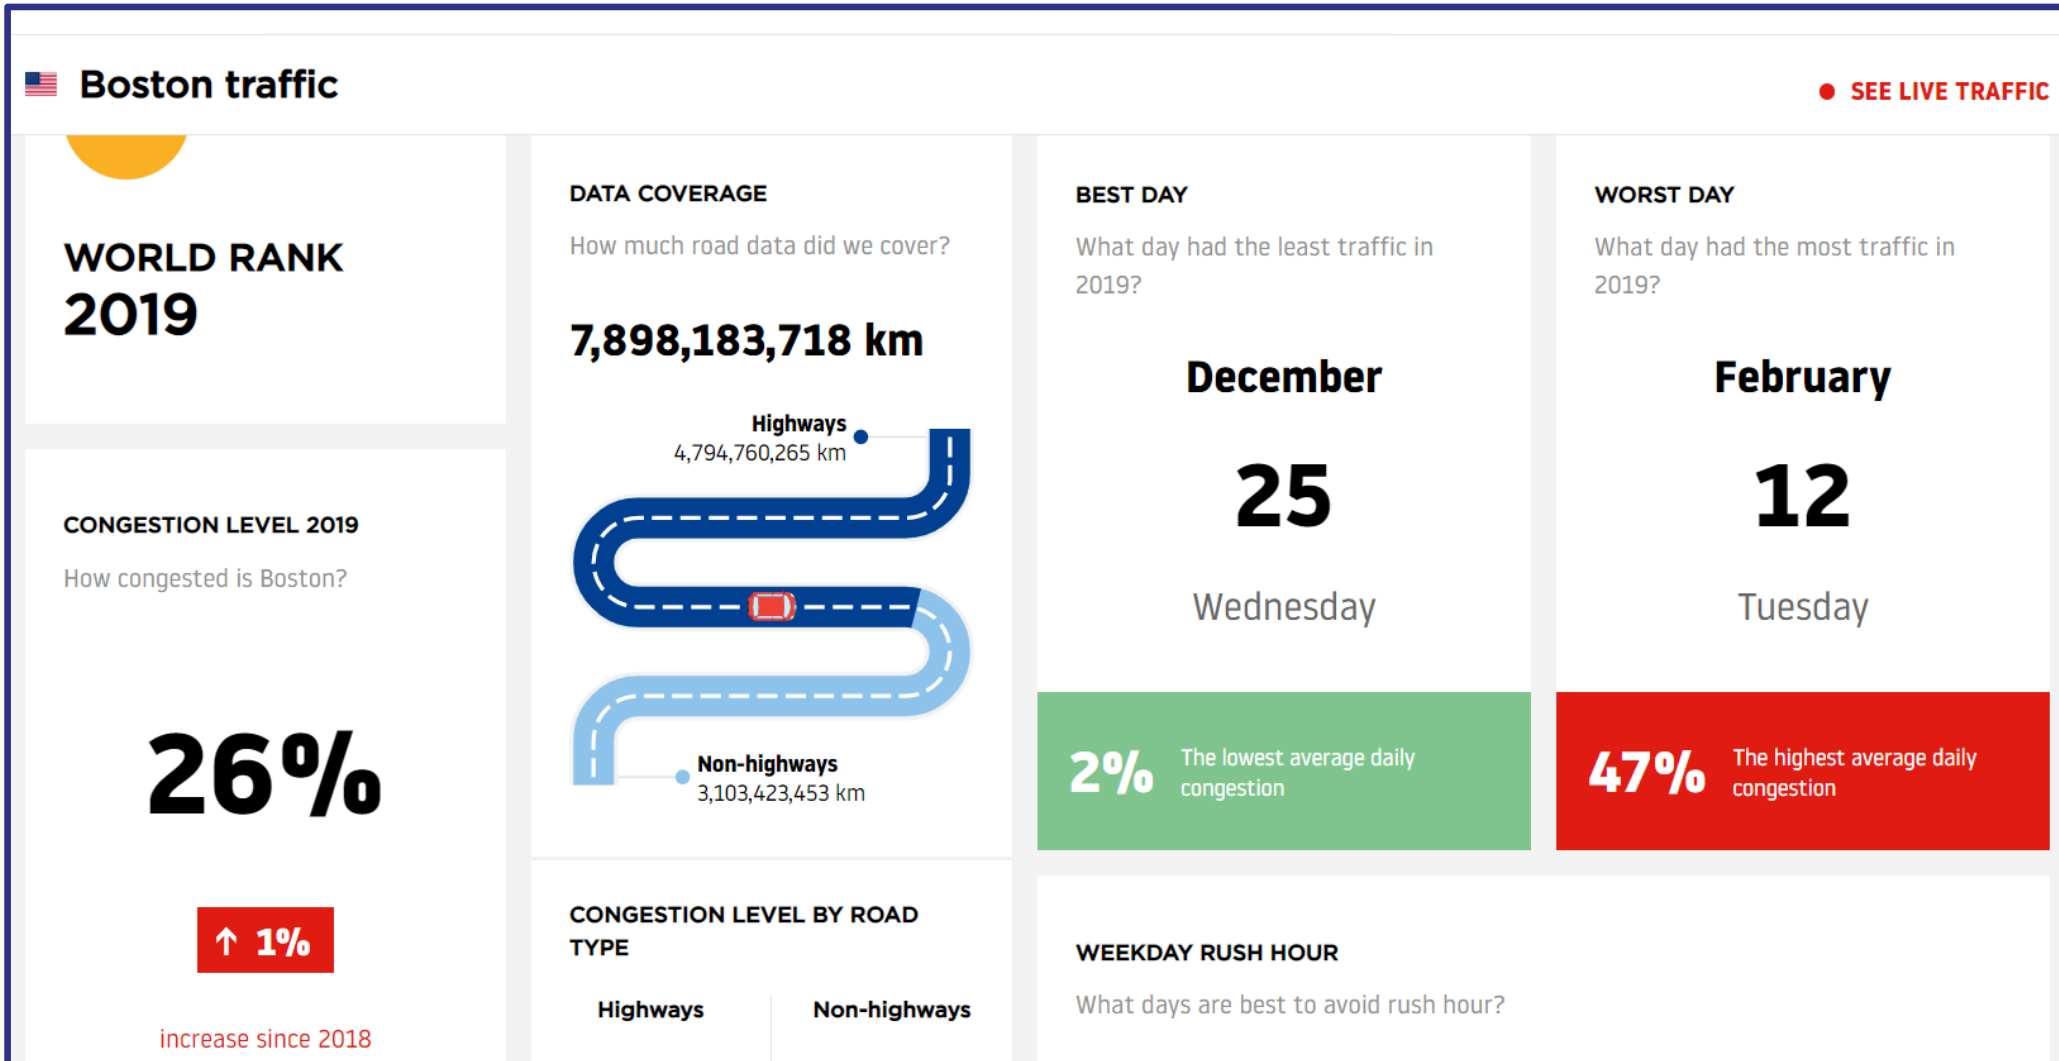 Boston traffic
SEE LIVE TRAFFIC
WORLD RANK
2019
CONGESTION LEVEL 2019
How congested is Boston?
26%
↑ 1%
increase since 2018
DATA COVERAGE
How much road data did we cover?
7,898,183,718 km
Highways
4,794,760,265 km
Non-highways
3,103,423,453 km
CONGESTION LEVEL BY ROAD
TYPE
Highways
Non-highways
BEST DAY
What day had the least traffic in
2019?
December
25
Wednesday
2%
The lowest average daily
congestion
WORST DAY
What day had the most traffic in
2019?
February
12
Tuesday
47%
The highest average daily
congestion
WEEKDAY RUSH HOUR
What days are best to avoid rush hour?